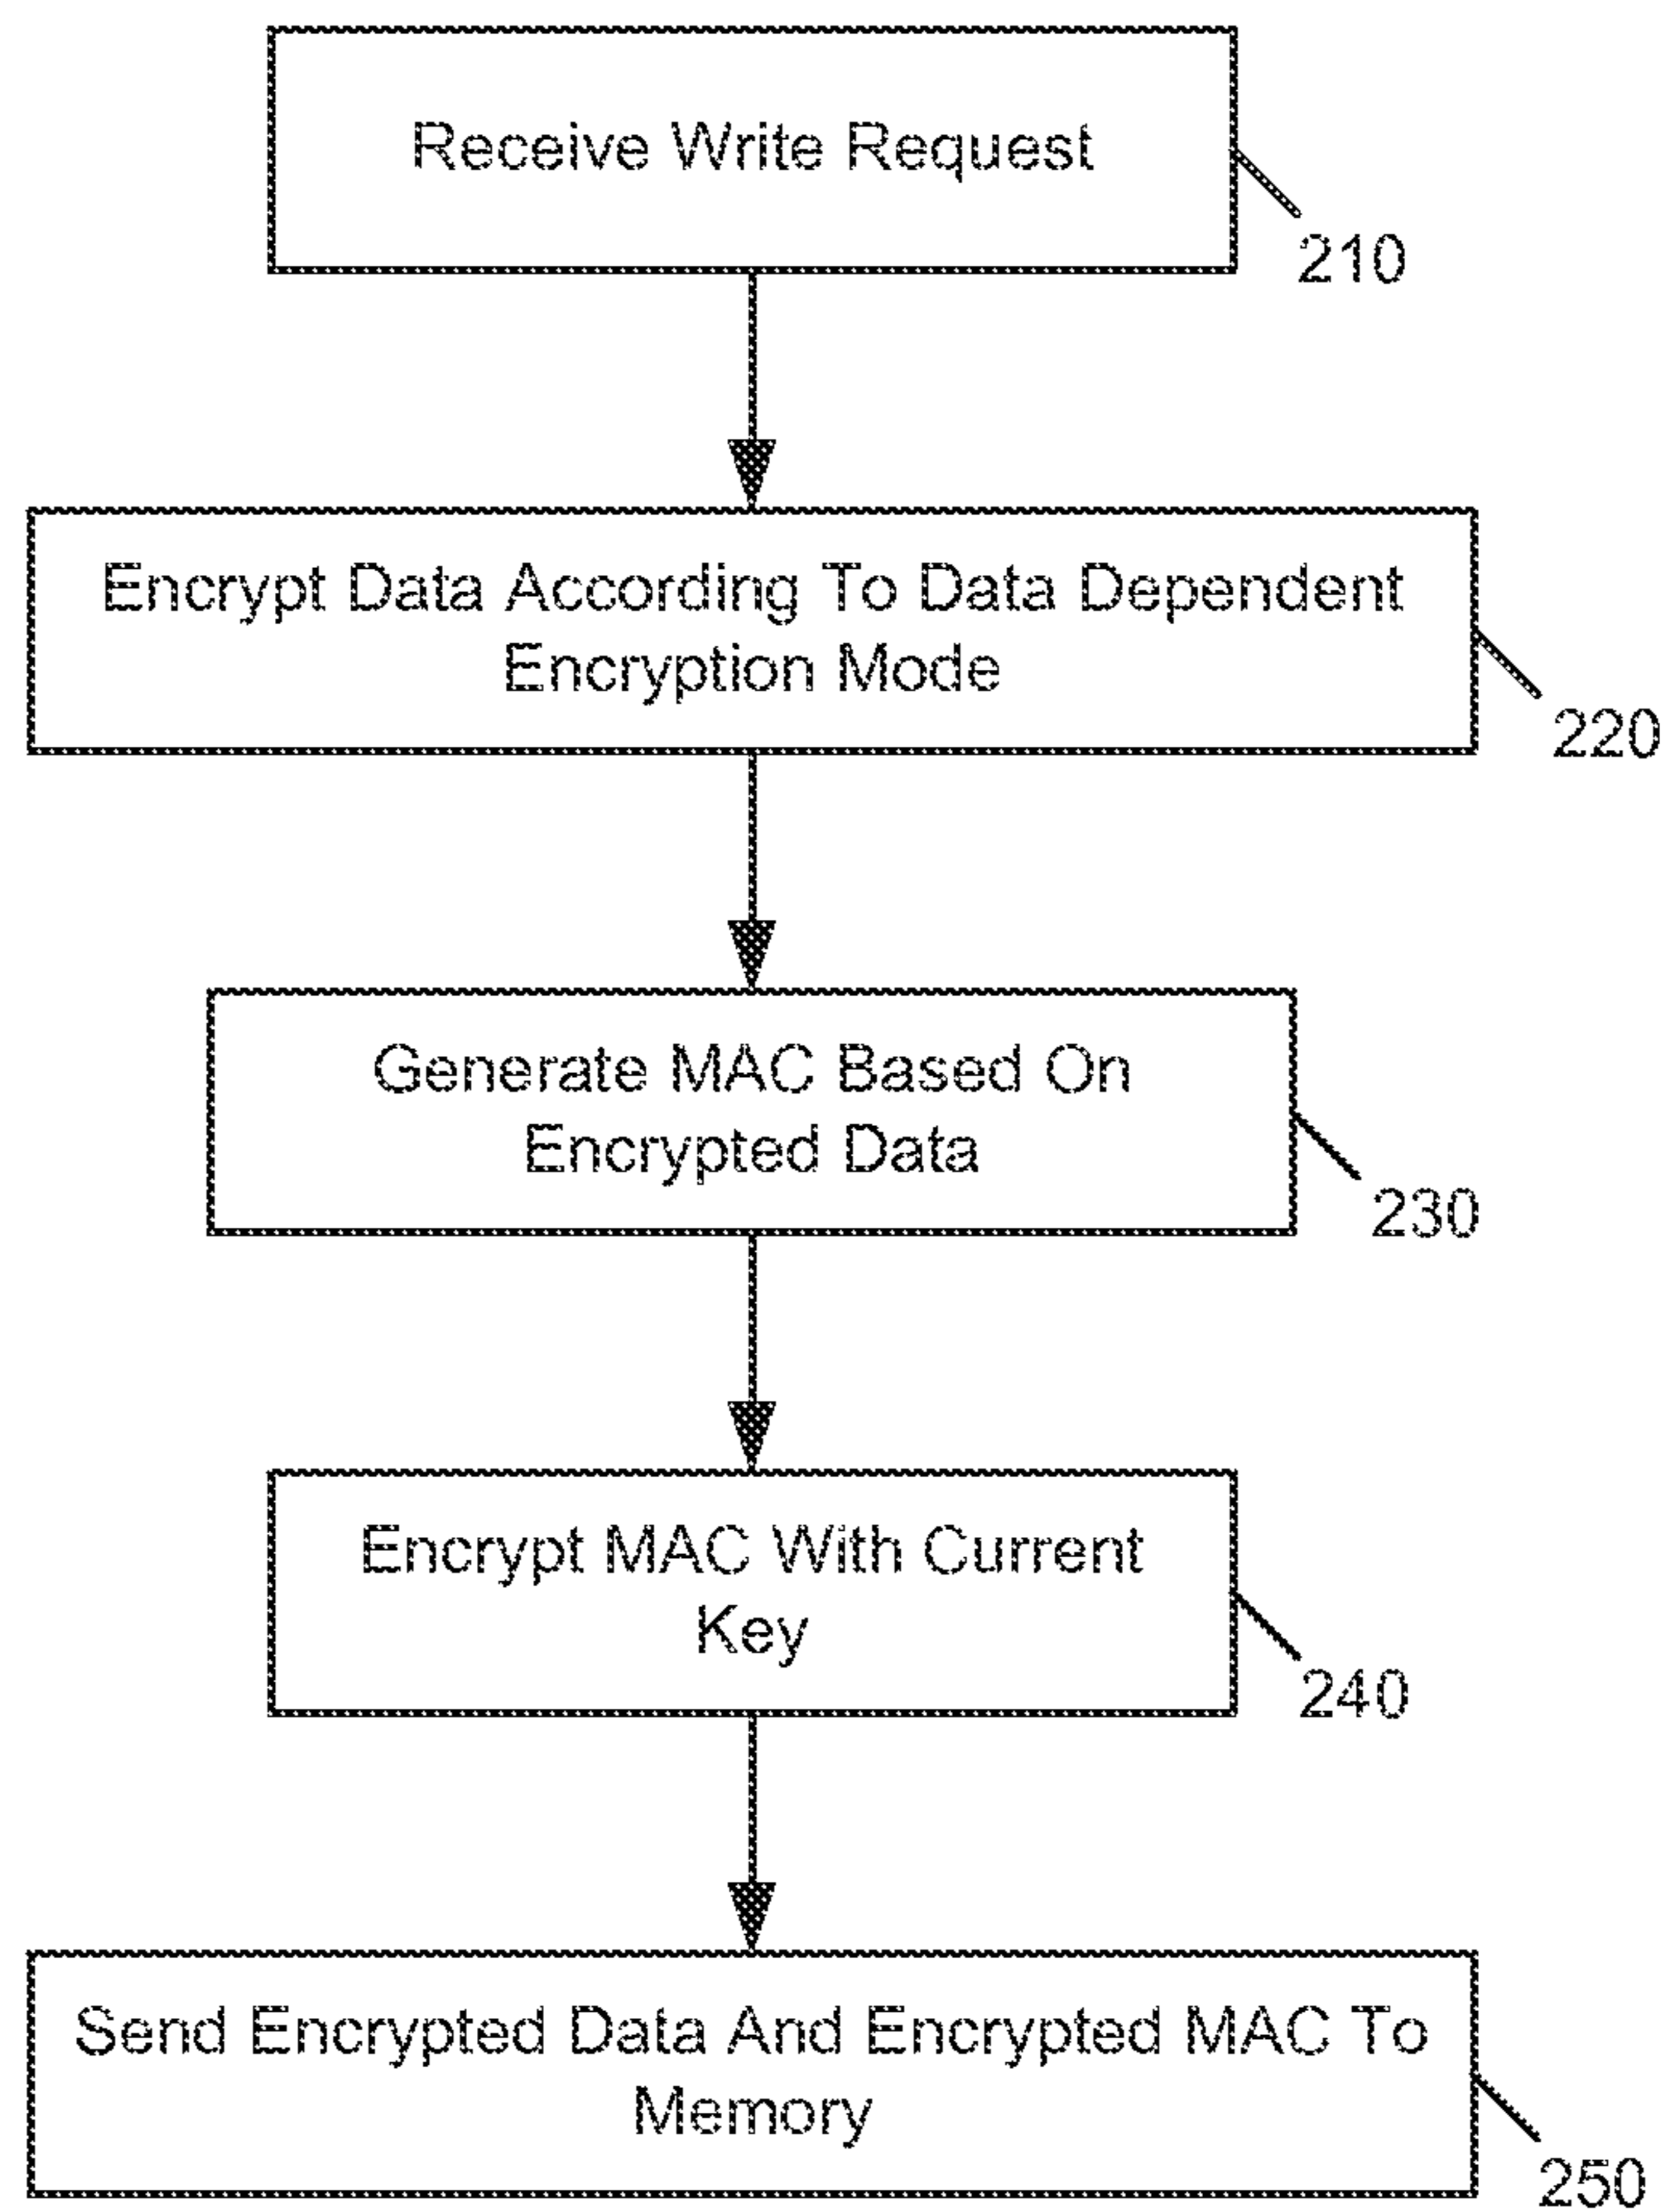 Receive Write Request
210
Encrypt Data According To Data Dependent
Encryption Mode
220
Generate MAC Based On
Encrypted Data
230
Encrypt MAC With Current
Key
240
Send Encrypted Data And Encrypted MAC To
Memory
250